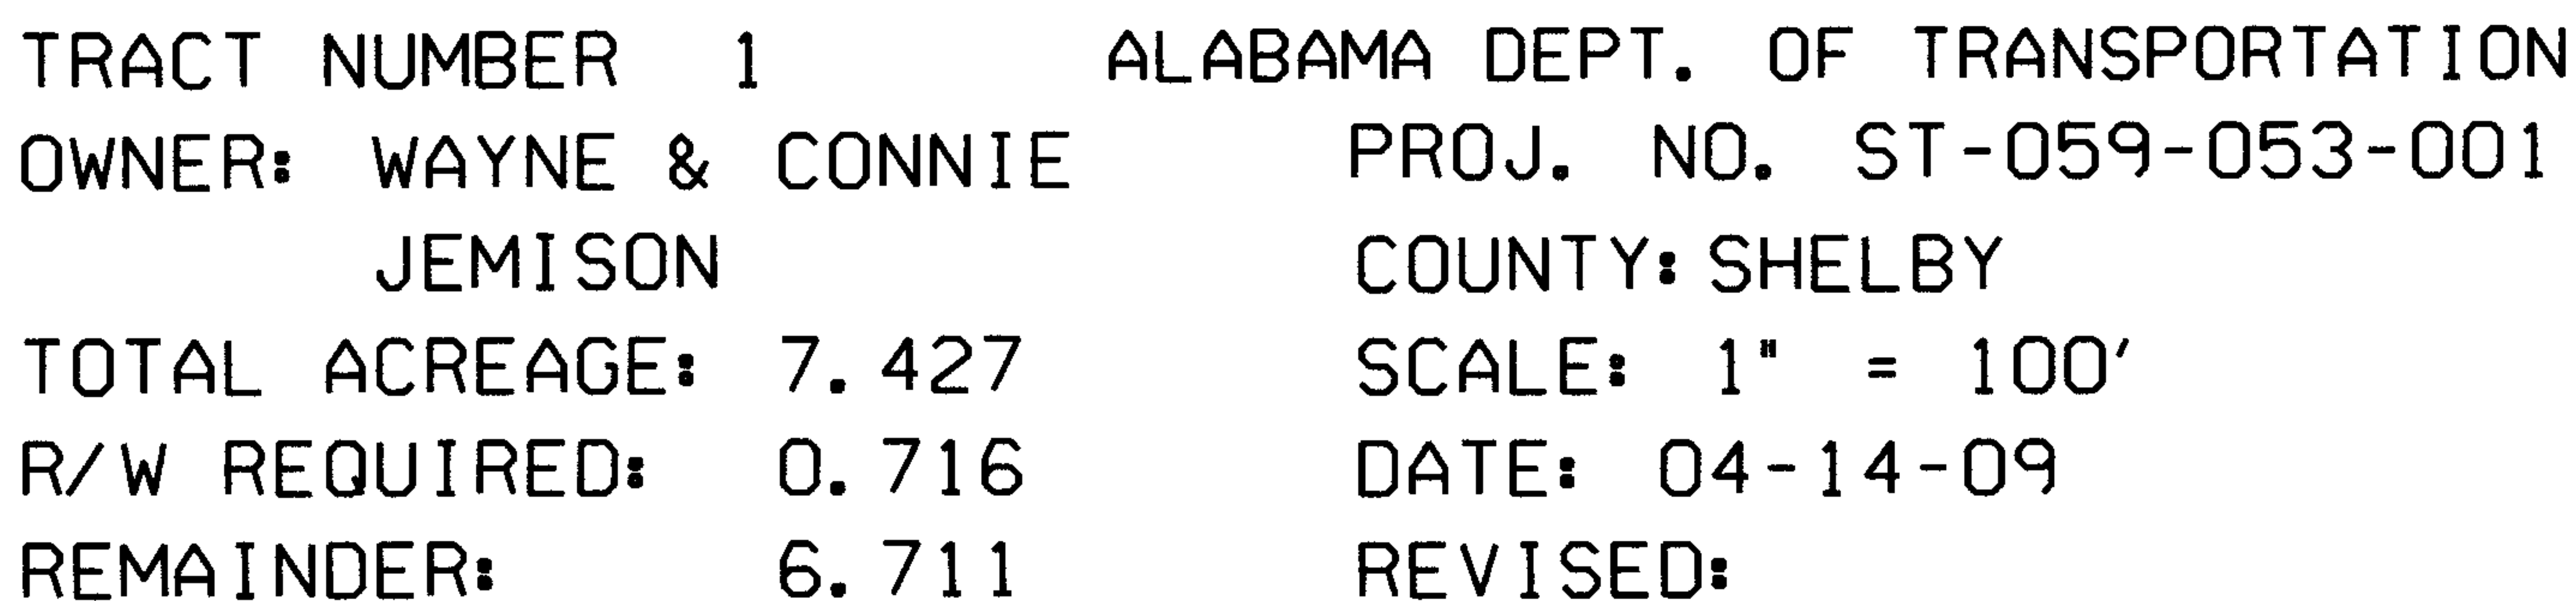 TRACT NUMBER 1 ALABAMA DEPT. OF TRANSPORTATION
OWNER: WAYNE & CONNIE PROJ. NO. ST-059-053-001
JEMISON COUNTY: SHELBY
TOTAL ACREAGE: 7.427 SCALE: 1" = 100'
R/W REQUIRED: 0.716 DATE: 04-14-09
REMAINDER: 6.711 REVISED: